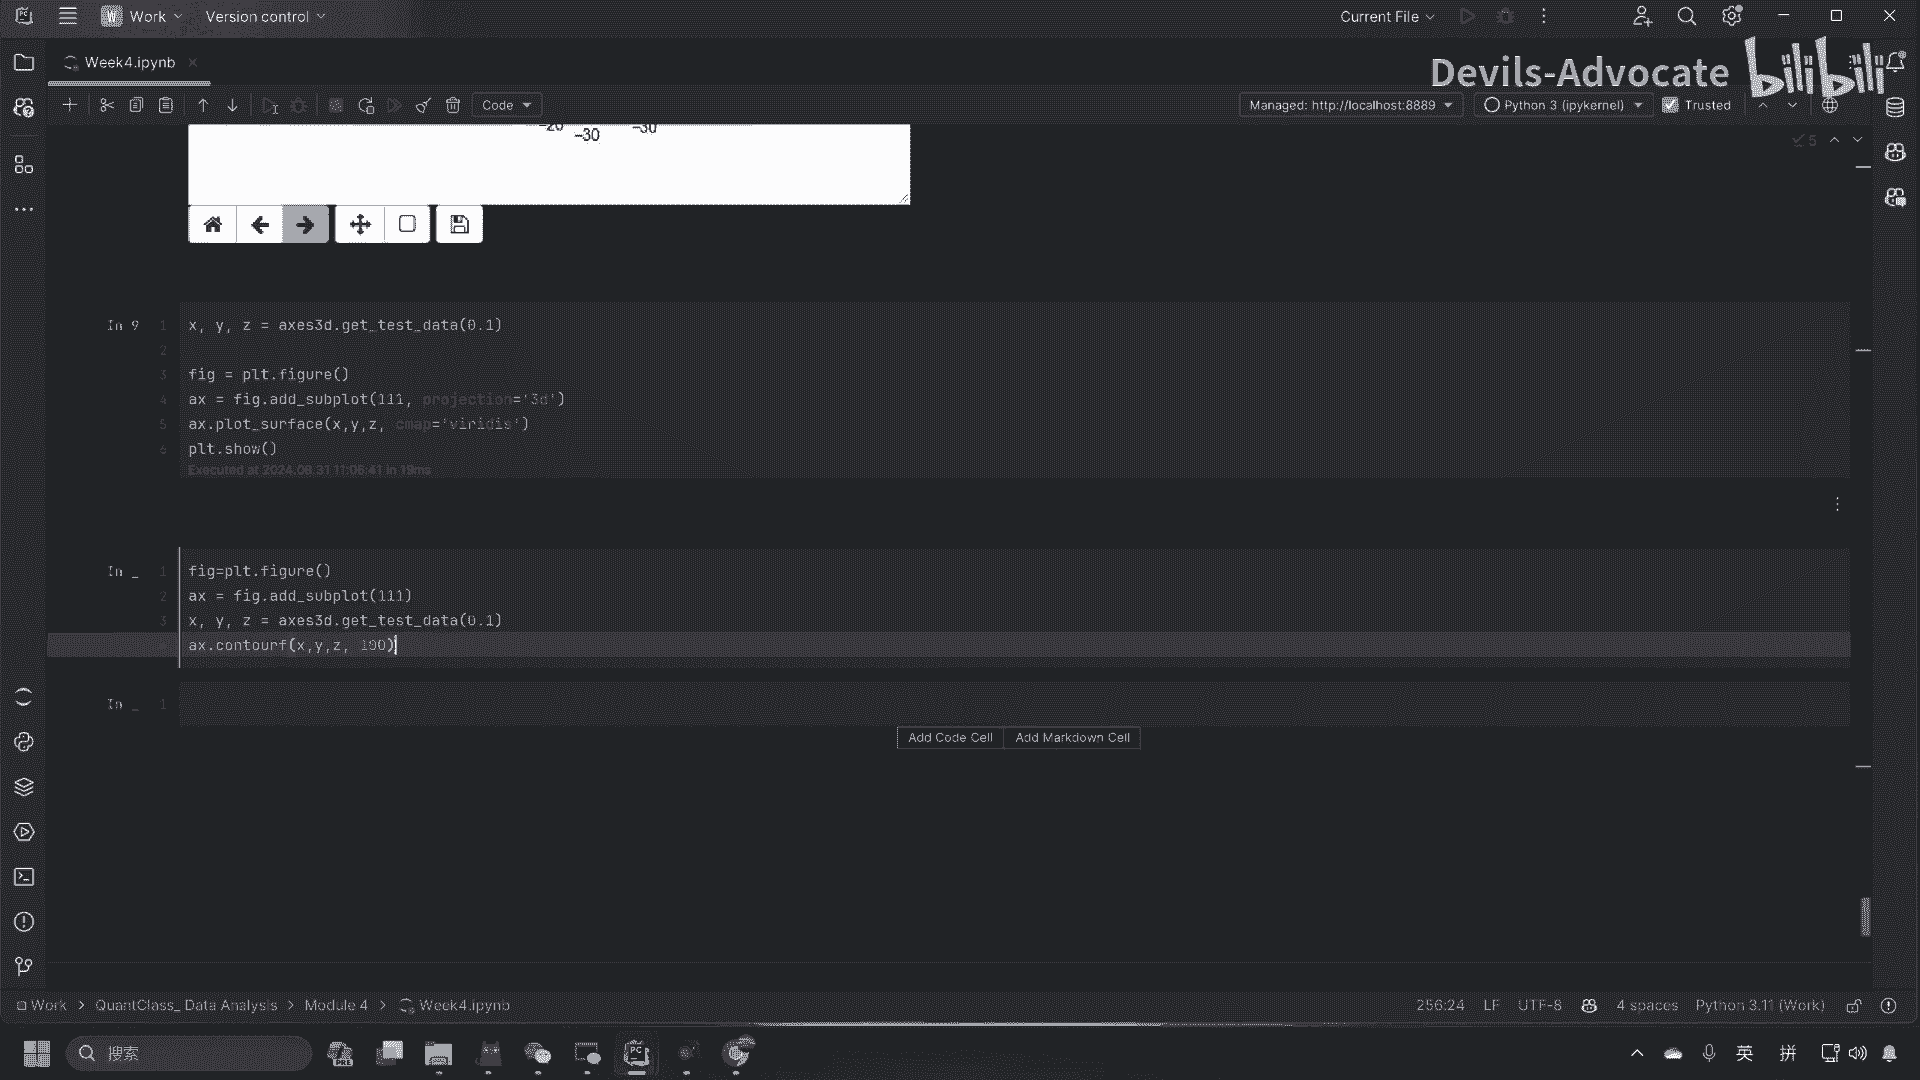 Work
Version control
Current File
Week4.ipynb
Devils-Advocate
bilibili
Code
Managed: http://localhost:8889
Python 3 (ipykernel)
Trusted
−20
−30
−30
5
In 9
1 x, y, z = axes3d.get_test_data(0.1)
2
3 fig = plt.figure()
4 ax = fig.add_subplot(111, projection='3d')
5 ax.plot_surface(x,y,z, cmap='viridis')
6 plt.show()
Executed at 2024.08.31 11:06:41 in 19ms
In _
1 fig=plt.figure()
2 ax = fig.add_subplot(111)
3 x, y, z = axes3d.get_test_data(0.1)
ax.contourf(x,y,z, 100)
In _ 1
Add Code Cell
Add Markdown Cell
Work > QuantClass_ Data Analysis > Module 4 > Week4.ipynb
256:24 LF UTF-8 4 spaces Python 3.11 (Work)
搜索
英
拼